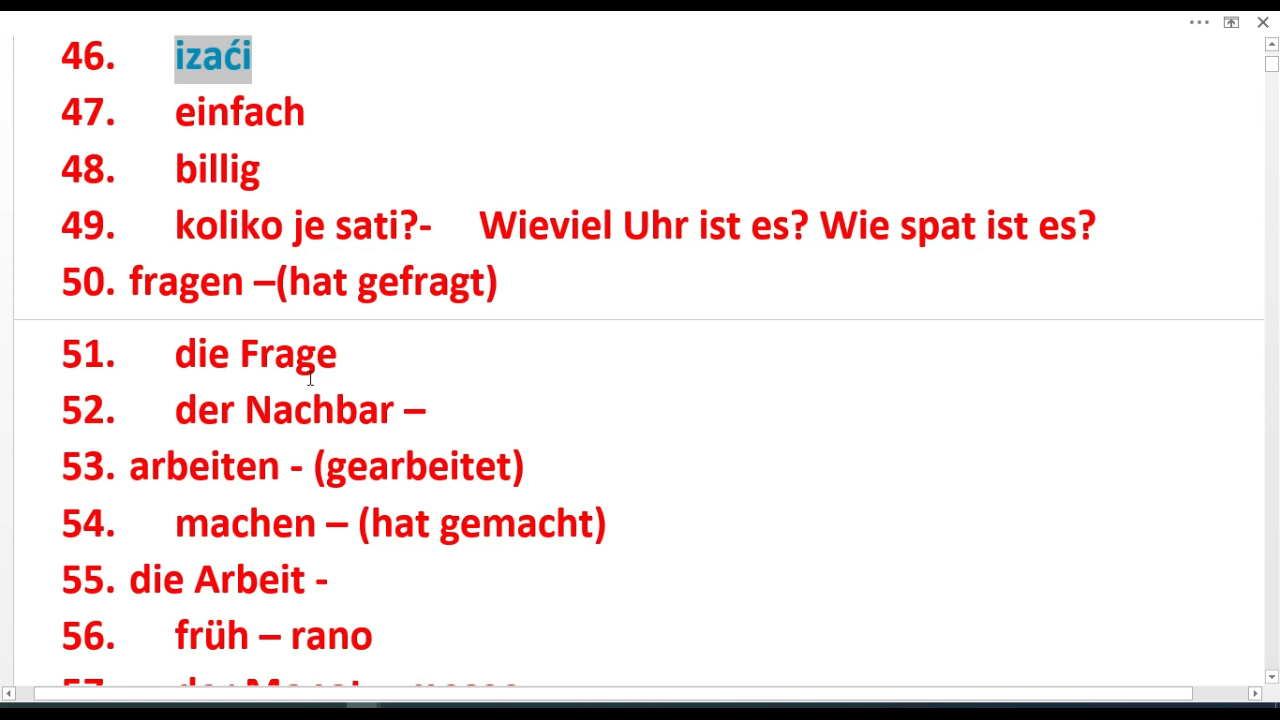 46. izaći
47. einfach
48. billig
49. koliko je sati?- Wieviel Uhr ist es? Wie spat ist es?
50. fragen –(hat gefragt)
51. die Frage
52. der Nachbar –
53. arbeiten - (gearbeitet)
54. machen – (hat gemacht)
55. die Arbeit -
56. früh – rano